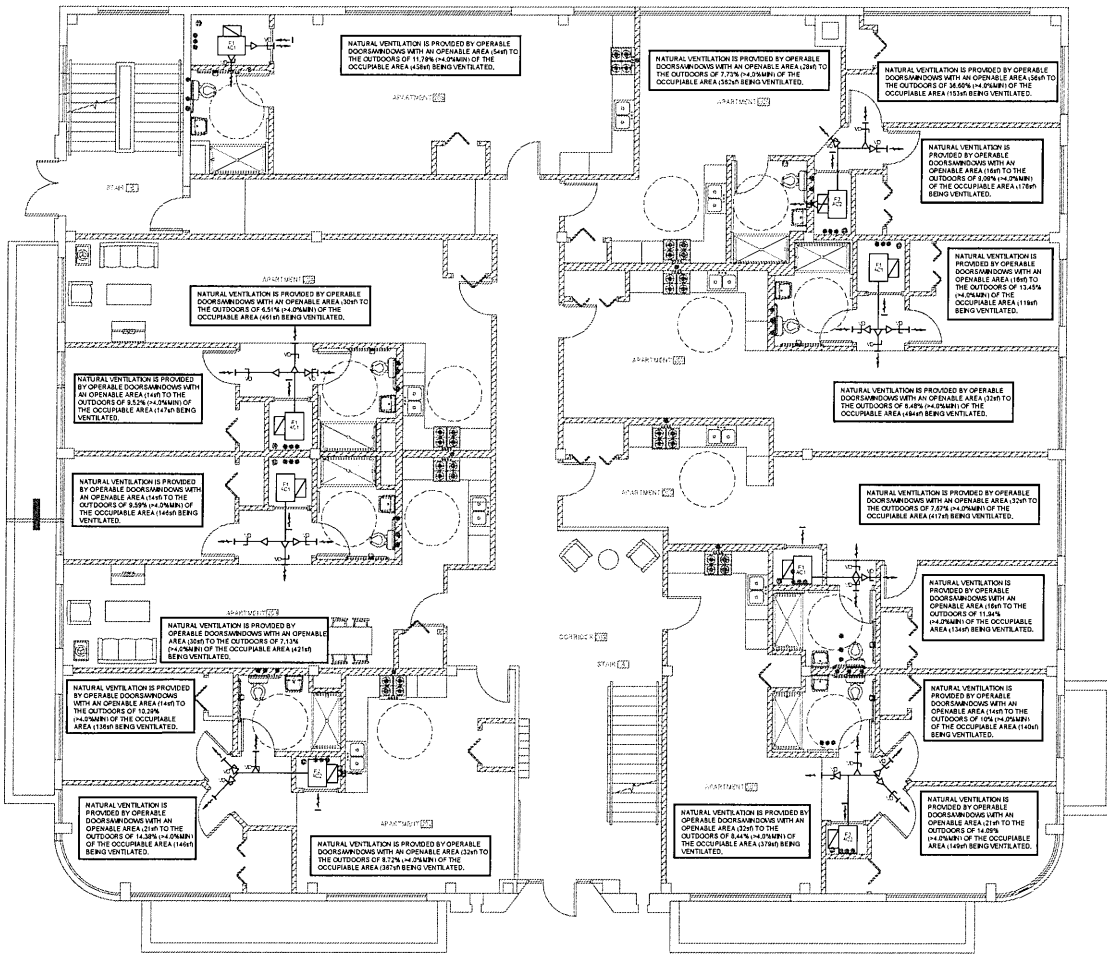 NATURAL VENTILATION IS PROVIDED BY OPERABLE
DOORS/WINDOWS WITH AN OPENABLE AREA (54sf) TO
THE OUTDOORS OF 11.79% (>4.0%MIN) OF THE
OCCUPIABLE AREA (458sf) BEING VENTILATED.
APARTMENT
NATURAL VENTILATION IS PROVIDED BY OPERABLE
DOORS/WINDOWS WITH AN OPENABLE AREA (28sf) TO
THE OUTDOORS OF 7.73% (>4.0%MIN) OF THE
OCCUPIABLE AREA (362sf) BEING VENTILATED.
APARTMENT
NATURAL VENTILATION IS PROVIDED BY OPERABLE
DOORS/WINDOWS WITH AN OPENABLE AREA (56sf) TO
THE OUTDOORS OF 36.60% (>4.0%MIN) OF THE
OCCUPIABLE AREA (153sf) BEING VENTILATED.
NATURAL VENTILATION
IS PROVIDED BY OPERABLE
DOORS/WINDOWS WITH AN
OPENABLE AREA (16sf) TO THE
OUTDOORS OF 9.09% (>4.0%MIN)
OF THE OCCUPIABLE AREA (176sf)
BEING VENTILATED.
STAIR
NATURAL VENTILATION
IS PROVIDED BY OPERABLE
DOORS/WINDOWS WITH AN
OPENABLE AREA (16sf) TO THE
OUTDOORS OF 13.45%
(>4.0%MIN) OF THE
OCCUPIABLE AREA (119sf)
BEING VENTILATED.
APARTMENT
NATURAL VENTILATION IS PROVIDED BY OPERABLE
DOORS/WINDOWS WITH AN OPENABLE AREA (30sf) TO
THE OUTDOORS OF 6.51% (>4.0%MIN) OF THE
OCCUPIABLE AREA (461sf) BEING VENTILATED.
APARTMENT
NATURAL VENTILATION IS PROVIDED
BY OPERABLE DOORS/WINDOWS WITH
AN OPENABLE AREA (14sf) TO THE
OUTDOORS OF 9.52% (>4.0%MIN) OF
THE OCCUPIABLE AREA (147sf) BEING
VENTILATED.
NATURAL VENTILATION IS PROVIDED BY OPERABLE
DOORS/WINDOWS WITH AN OPENABLE AREA (32sf) TO
THE OUTDOORS OF 6.48% (>4.0%MIN) OF THE
OCCUPIABLE AREA (494sf) BEING VENTILATED.
NATURAL VENTILATION IS PROVIDED
BY OPERABLE DOORS/WINDOWS WITH
AN OPENABLE AREA (14sf) TO THE
OUTDOORS OF 9.59% (>4.0%MIN) OF
THE OCCUPIABLE AREA (146sf) BEING
VENTILATED.
APARTMENT
NATURAL VENTILATION IS PROVIDED BY OPERABLE
DOORS/WINDOWS WITH AN OPENABLE AREA (32sf) TO
THE OUTDOORS OF 7.67% (>4.0%MIN) OF THE
OCCUPIABLE AREA (417sf) BEING VENTILATED.
APARTMENT
NATURAL VENTILATION IS PROVIDED BY
OPERABLE DOORS/WINDOWS WITH AN OPENABLE
AREA (30sf) TO THE OUTDOORS OF 7.13%
(>4.0%MIN) OF THE OCCUPIABLE AREA (421sf)
BEING VENTILATED.
NATURAL VENTILATION
IS PROVIDED BY OPERABLE
DOORS/WINDOWS WITH AN
OPENABLE AREA (16sf) TO THE
OUTDOORS OF 11.94%
(>4.0%MIN) OF THE
OCCUPIABLE AREA (134sf)
BEING VENTILATED.
CORRIDOR
STAIR
NATURAL VENTILATION IS PROVIDED
BY OPERABLE DOORS/WINDOWS
WITH AN OPENABLE AREA (14sf) TO
THE OUTDOORS OF 10.29%
(>4.0%MIN) OF THE OCCUPIABLE
AREA (136sf) BEING VENTILATED.
NATURAL VENTILATION
IS PROVIDED BY OPERABLE
DOORS/WINDOWS WITH AN
OPENABLE AREA (14sf) TO THE
OUTDOORS OF 10% (>4.0%MIN)
OF THE OCCUPIABLE AREA (140sf)
BEING VENTILATED.
APARTMENT
NATURAL VENTILATION IS
PROVIDED BY OPERABLE
DOORS/WINDOWS WITH AN
OPENABLE AREA (21sf) TO THE
OUTDOORS OF 14.38% (>4.0%MIN)
OF THE OCCUPIABLE AREA (146sf)
BEING VENTILATED.
APARTMENT
NATURAL VENTILATION IS PROVIDED BY OPERABLE
DOORS/WINDOWS WITH AN OPENABLE AREA (32sf) TO
THE OUTDOORS OF 8.72% (>4.0%MIN) OF THE
OCCUPIABLE AREA (367sf) BEING VENTILATED.
NATURAL VENTILATION IS PROVIDED BY
OPERABLE DOORS/WINDOWS WITH AN
OPENABLE AREA (32sf) TO THE
OUTDOORS OF 8.44% (>4.0%MIN) OF
THE OCCUPIABLE AREA (379sf) BEING
VENTILATED.
NATURAL VENTILATION IS
PROVIDED BY OPERABLE
DOORS/WINDOWS WITH AN
OPENABLE AREA (21sf) TO THE
OUTDOORS OF 14.09%
(>4.0%MIN) OF THE OCCUPIABLE
AREA (149sf) BEING
VENTILATED.